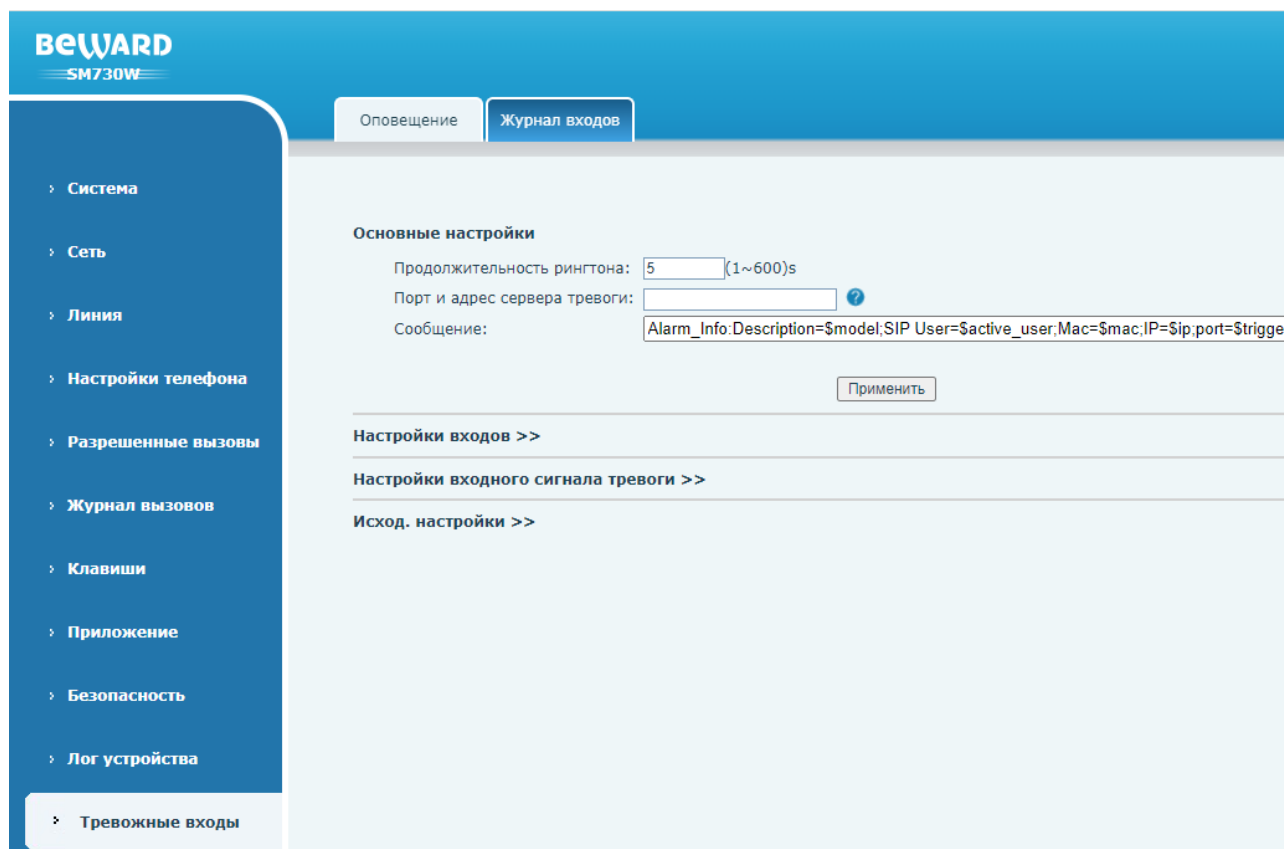 BEWARD
SM730W
Оповещение
Журнал входов
Система
Сеть
Линия
Настройки телефона
Разрешенные вызовы
Журнал вызовов
Клавиши
Приложение
Безопасность
Лог устройства
Тревожные входы
Основные настройки
Продолжительность рингтона: 5 (1~600)s
Порт и адрес сервера тревоги: ?
Сообщение: Alarm_Info:Description=$model;SIP User=$active_user;Mac=$mac;IP=$ip;port=$trigge
Применить
Настройки входов >>
Настройки входного сигнала тревоги >>
Исход. настройки >>